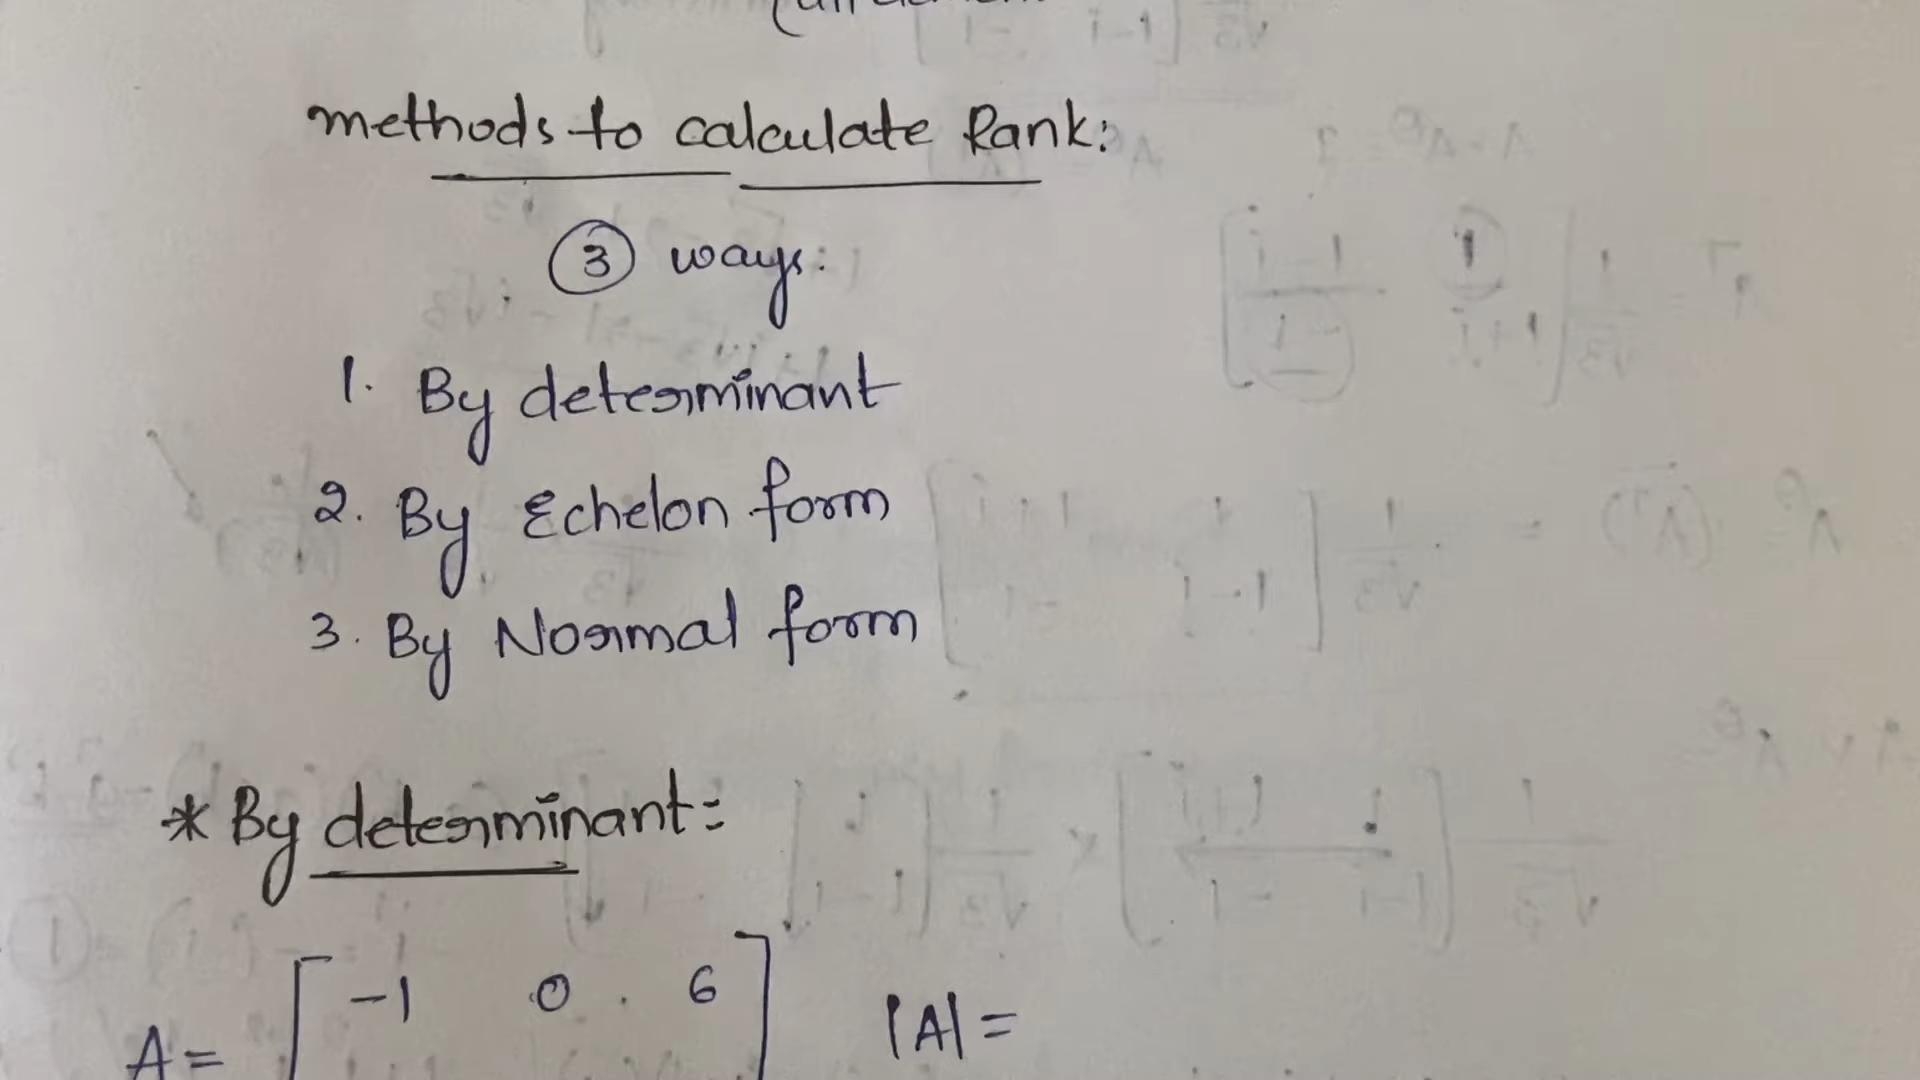 methods to calculate Rank:
3 ways:
1. By determinant
2. By Echelon form
3. By Normal form
* By determinant:
A = [ -1 0 6 ] |A| =